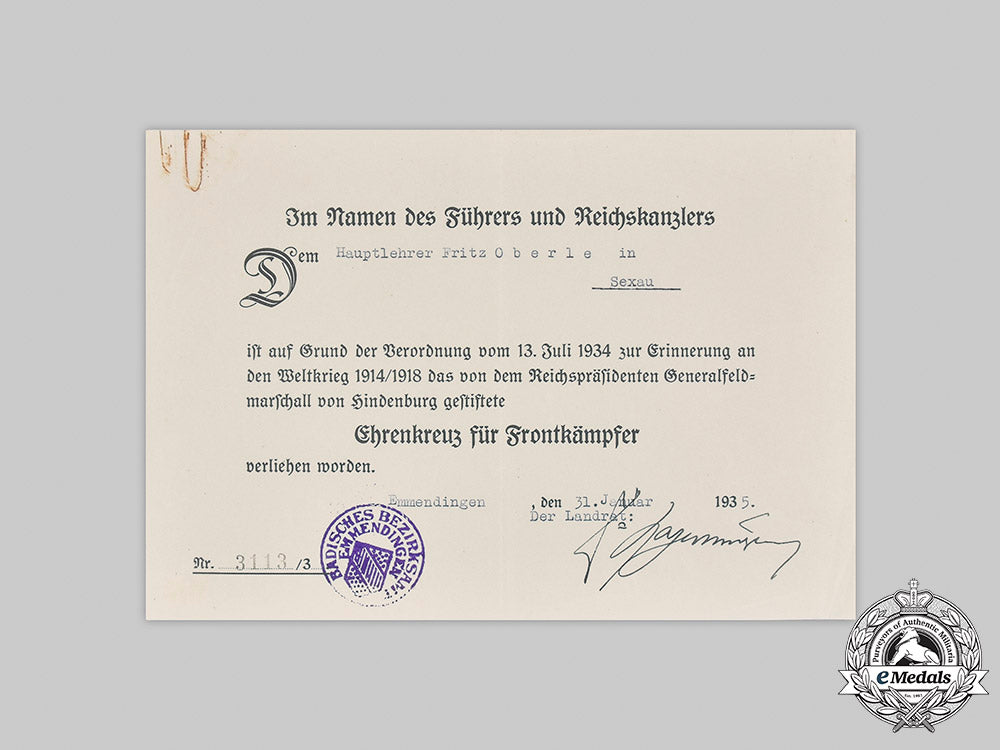 Im Namen des Führers und Reichskanzlers
Dem Hauptlehrer Fritz Oberle in
Sexau
ist auf Grund der Verordnung vom 13. Juli 1934 zur Erinnerung an
den Weltkrieg 1914/1918 das von dem Reichspräsidenten Generalfeld=
marschall von Hindenburg gestiftete
Ehrenkreuz für Frontkämpfer
verliehen worden.
Emmendingen, den 31. Januar 1935.
Der Landrat:
BADISCHES BEZIRKSAMT
EMMENDINGEN
Nr. 3113 /3
Purveyors of Authentic Militaria
eMedals